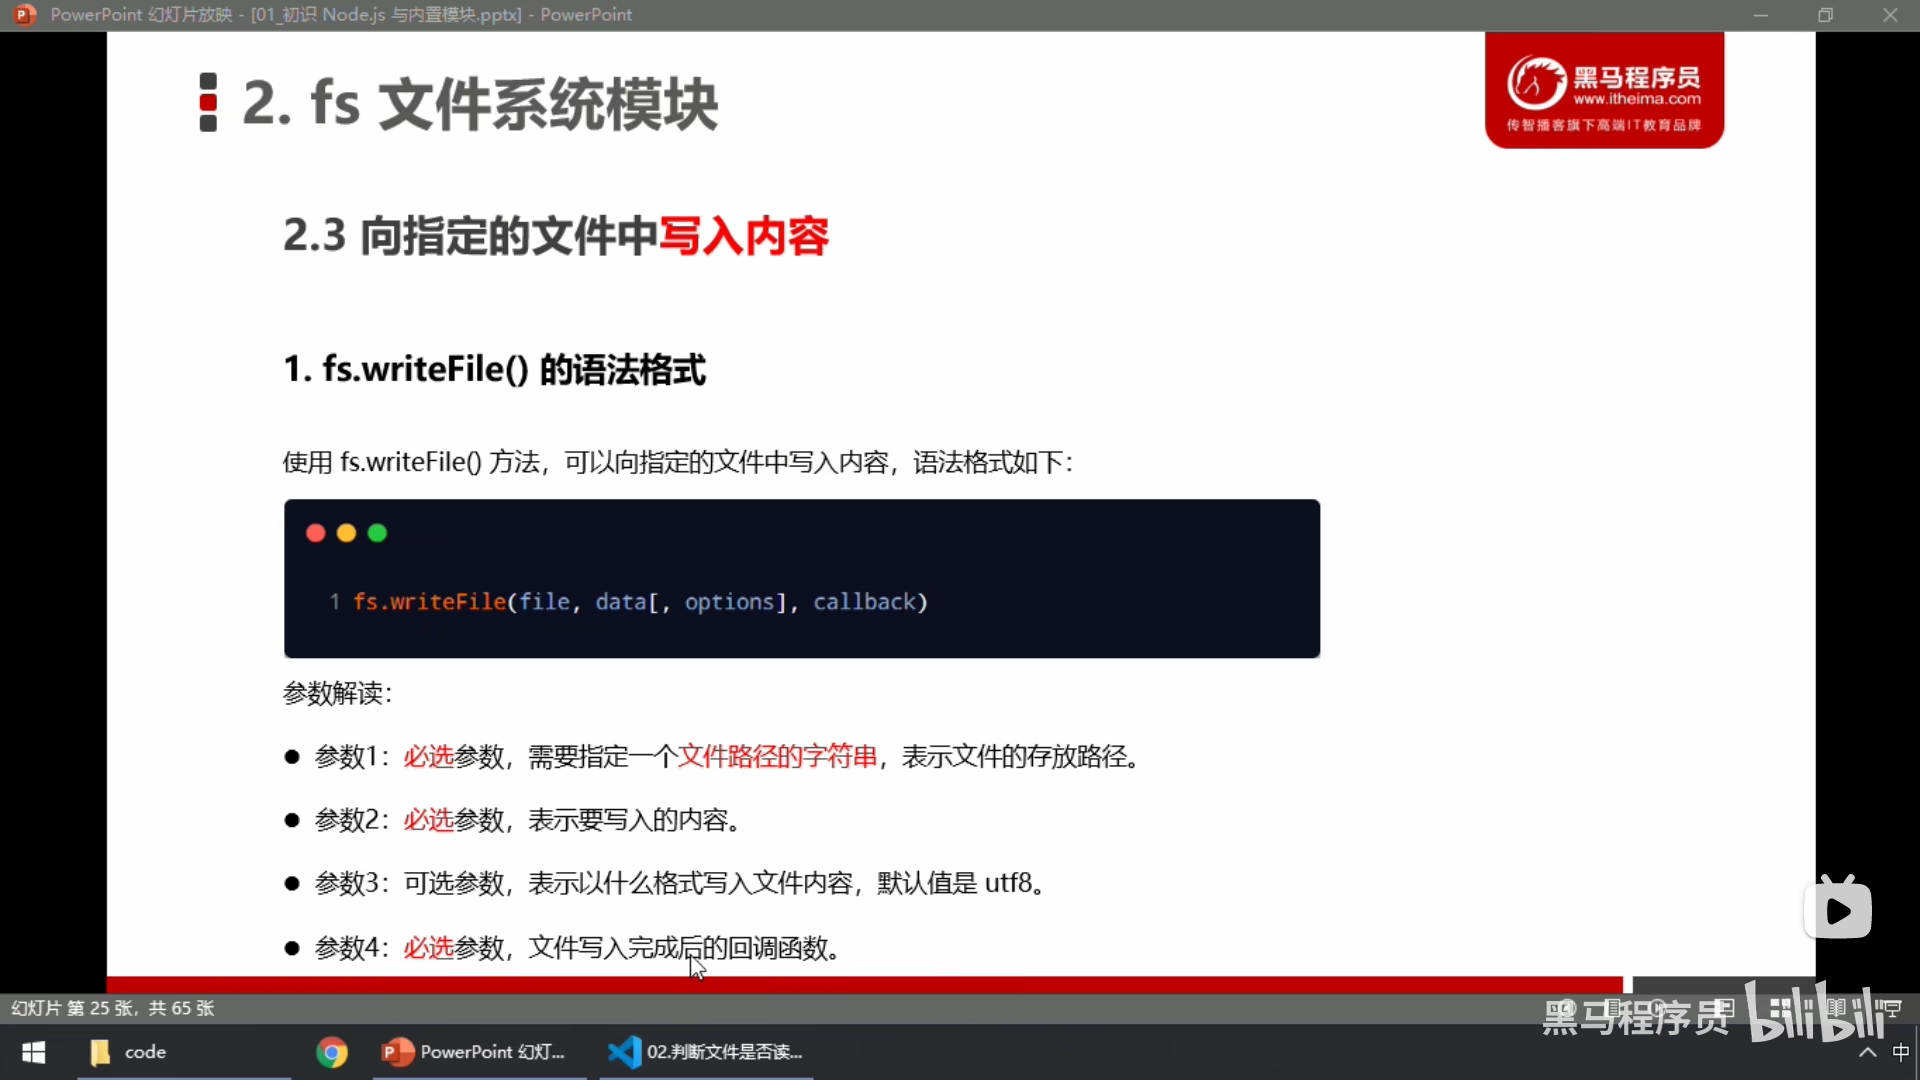 PowerPoint 幻灯片放映 - [01_初识 Node.js 与内置模块.pptx] - PowerPoint
2. fs 文件系统模块
黑马程序员
www.itheima.com
传智播客旗下高端IT教育品牌
2.3 向指定的文件中写入内容
1. fs.writeFile() 的语法格式
使用 fs.writeFile() 方法，可以向指定的文件中写入内容，语法格式如下：
1 fs.writeFile(file, data[, options], callback)
参数解读：
● 参数1：必选参数，需要指定一个文件路径的字符串，表示文件的存放路径。
● 参数2：必选参数，表示要写入的内容。
● 参数3：可选参数，表示以什么格式写入文件内容，默认值是 utf8。
● 参数4：必选参数，文件写入完成后的回调函数。
幻灯片 第 25 张，共 65 张
黑马程序员 bilibili
code
PowerPoint 幻灯...
02.判断文件是否读...
中